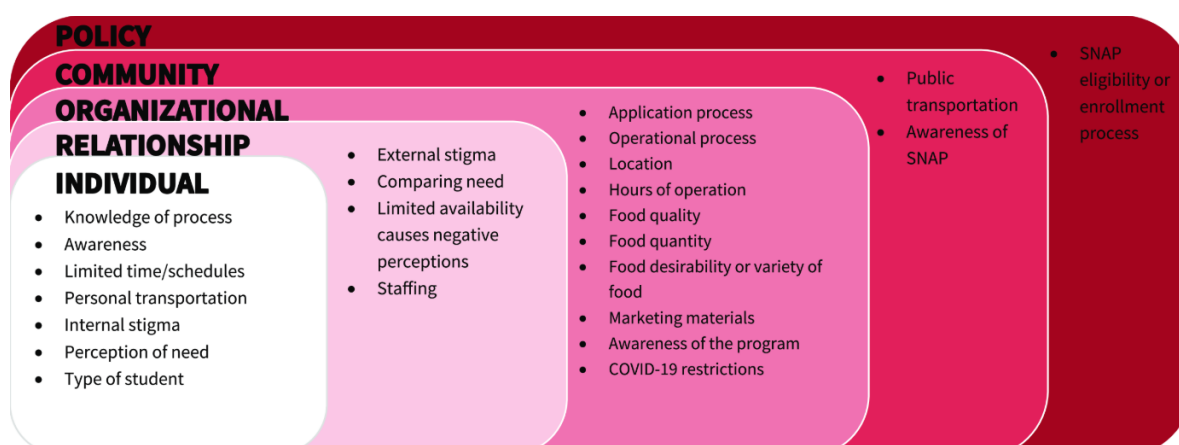 POLICY
COMMUNITY
ORGANIZATIONAL
RELATIONSHIP
INDIVIDUAL
• Knowledge of process
• Awareness
• Limited time/schedules
• Personal transportation
• Internal stigma
• Perception of need
• Type of student
• External stigma
• Comparing need
• Limited availability
causes negative
perceptions
• Staffing
• Application process
• Operational process
• Location
• Hours of operation
• Food quality
• Food quantity
• Food desirability or variety of
food
• Marketing materials
• Awareness of the program
• COVID-19 restrictions
• Public
transportation
• Awareness of
SNAP
• SNAP
eligibility or
enrollment
process